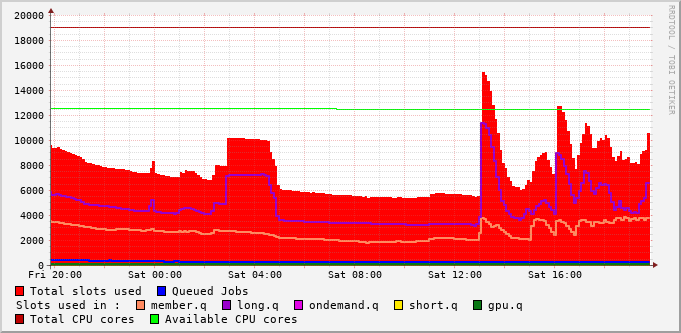 20000
18000
16000
14000
12000
10000
8000
6000
4000
2000
0
Fri 20:00 Sat 00:00 Sat 04:00 Sat 08:00 Sat 12:00 Sat 16:00
Total slots used Queued Jobs
Slots used in : member.q long.q ondemand.q short.q gpu.q
Total CPU cores Available CPU cores
RRDTOOL / TOBI OETIKER